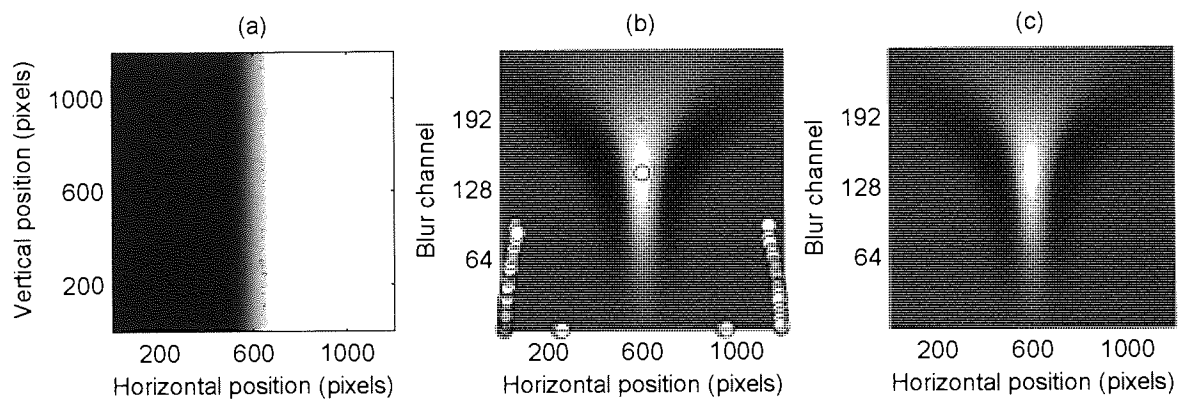 (a)
Vertical position (pixels)
1000
600
200
200 600 1000
Horizontal position (pixels)
(b)
Blur channel
192
128
64
200 600 1000
Horizontal position (pixels)
(c)
Blur channel
192
128
64
200 600 1000
Horizontal position (pixels)